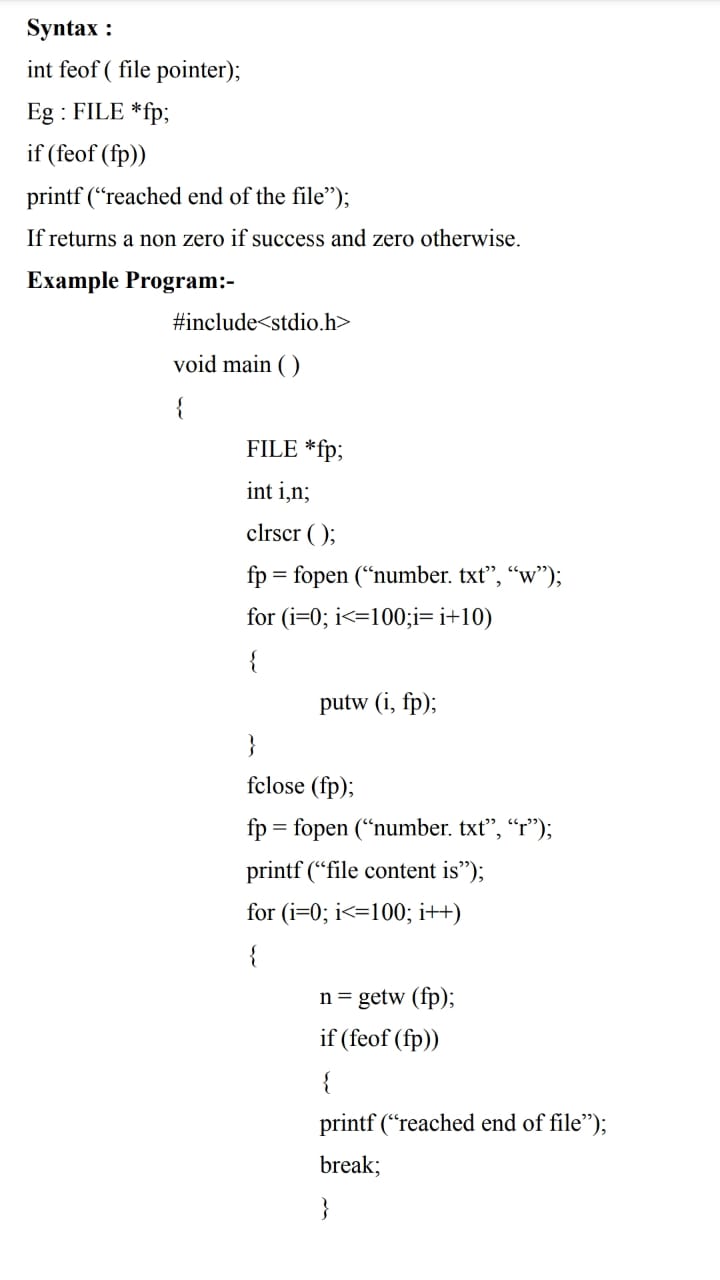 Syntax :
int feof ( file pointer);
Eg : FILE *fp;
if (feof (fp))
printf (“reached end of the file”);
If returns a non zero if success and zero otherwise.
Example Program:-
#include<stdio.h>
void main ( )
{
FILE *fp;
int i,n;
clrscr ( );
fp = fopen (“number. txt”, “w”);
for (i=0; i<=100;i= i+10)
{
putw (i, fp);
}
fclose (fp);
fp = fopen (“number. txt”, “r”);
printf (“file content is”);
for (i=0; i<=100; i++)
{
n = getw (fp);
if (feof (fp))
{
printf (“reached end of file”);
break;
}